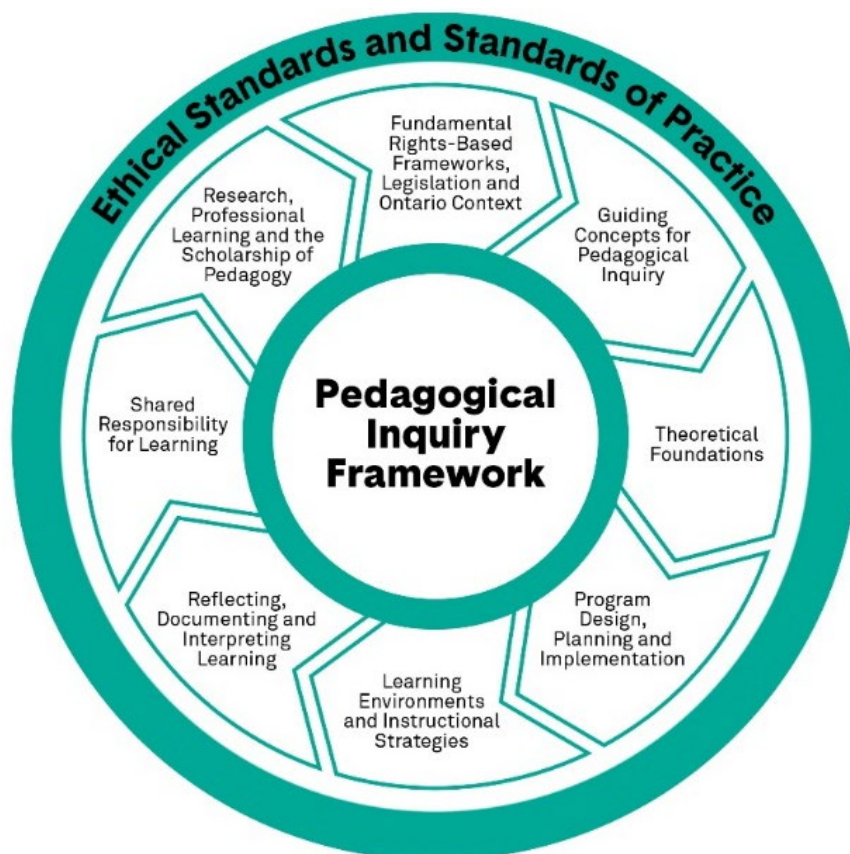 Ethical Standards and Standards of Practice
Fundamental
Rights-Based
Frameworks,
Legislation and
Ontario Context
Guiding
Concepts for
Pedagogical
Inquiry
Theoretical
Foundations
Program
Design,
Planning and
Implementation
Learning
Environments
and Instructional
Strategies
Reflecting,
Documenting and
Interpreting
Learning
Shared
Responsibility
for Learning
Research,
Professional
Learning and the
Scholarship of
Pedagogy
Pedagogical
Inquiry
Framework